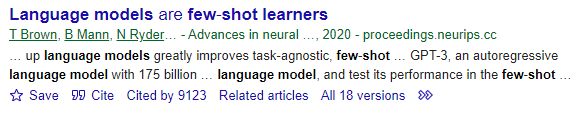 Language models are few-shot learners
T Brown, B Mann, N Ryder… - Advances in neural …, 2020 - proceedings.neurips.cc
… up language models greatly improves task-agnostic, few-shot … GPT-3, an autoregressive
language model with 175 billion … language model, and test its performance in the few-shot …
Save Cite Cited by 9123 Related articles All 18 versions